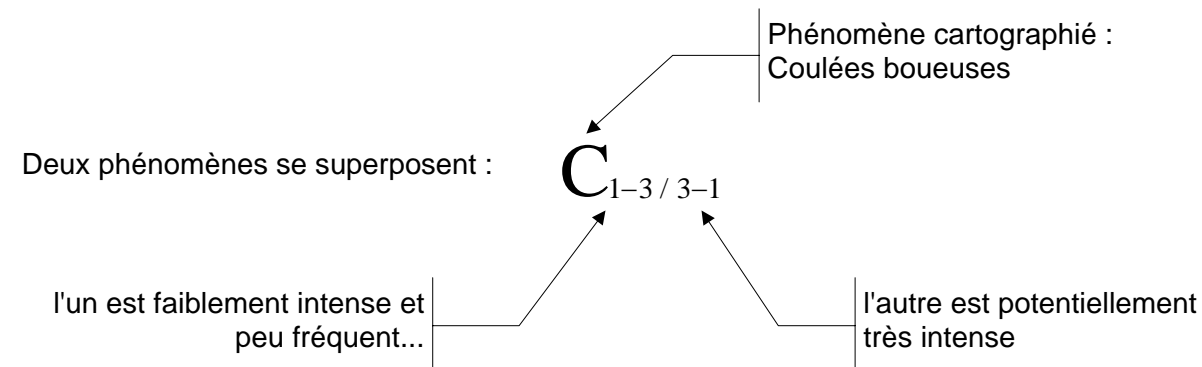 Phénomène cartographié :
Coulées boueuses
Deux phénomènes se superposent :
C1–3 / 3–1
l'un est faiblement intense et
peu fréquent...
l'autre est potentiellement
très intense